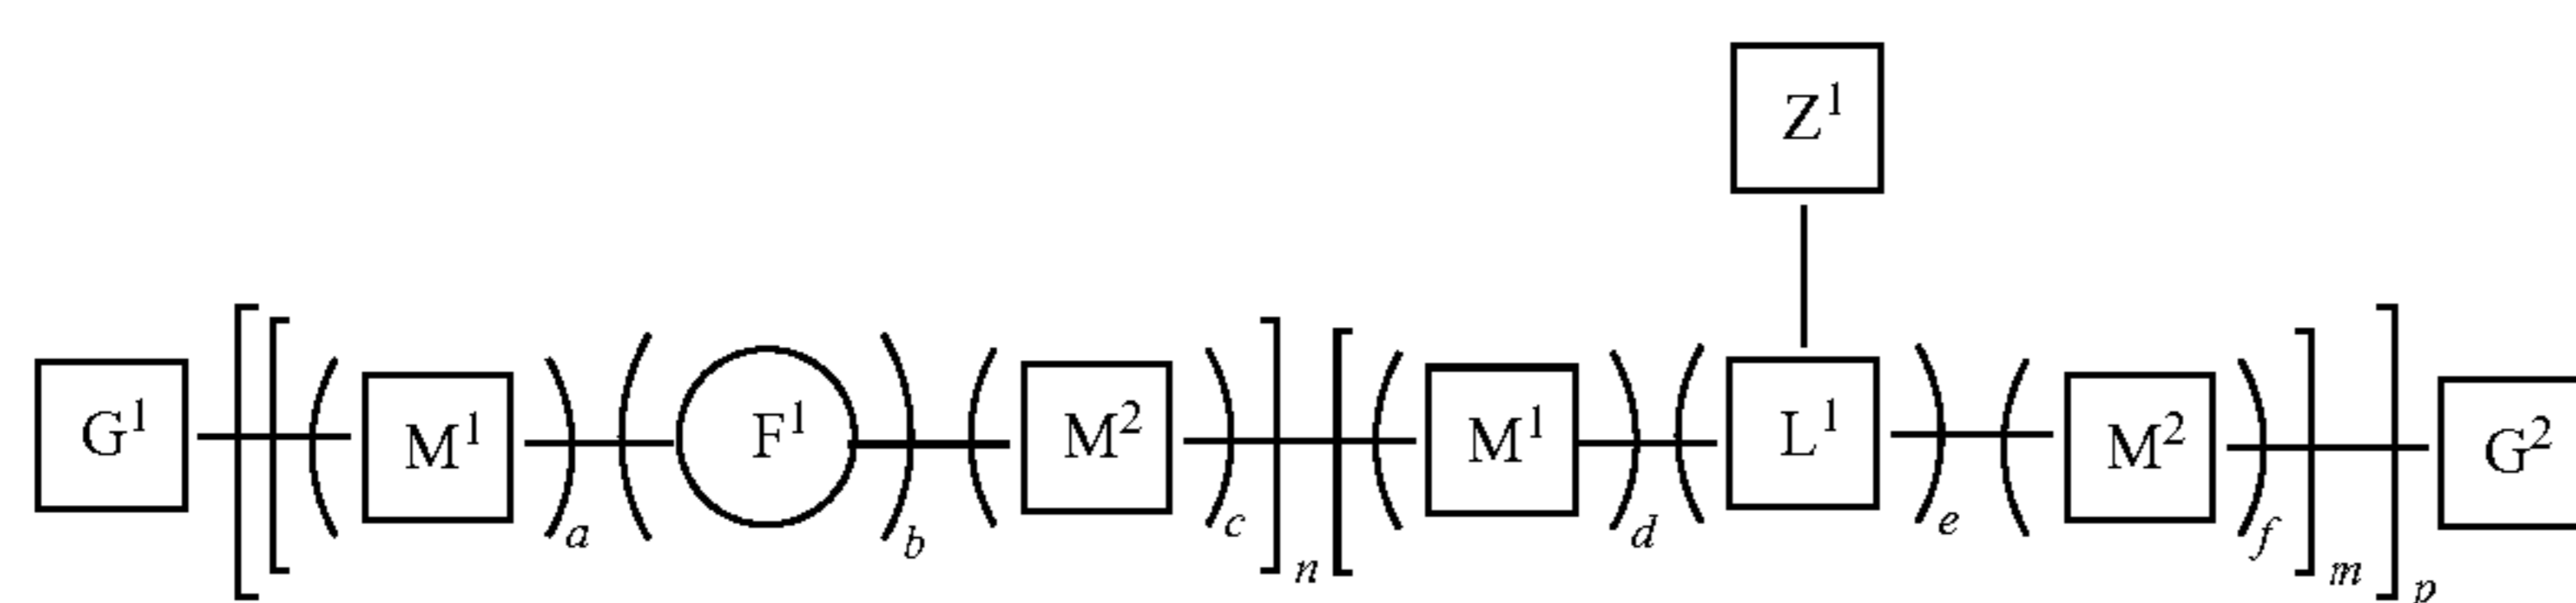 Z¹
G¹ [[( M¹ )a( F¹ )b( M² )c]n[( M¹ )d( L¹ )e( M² )f]m]p G²